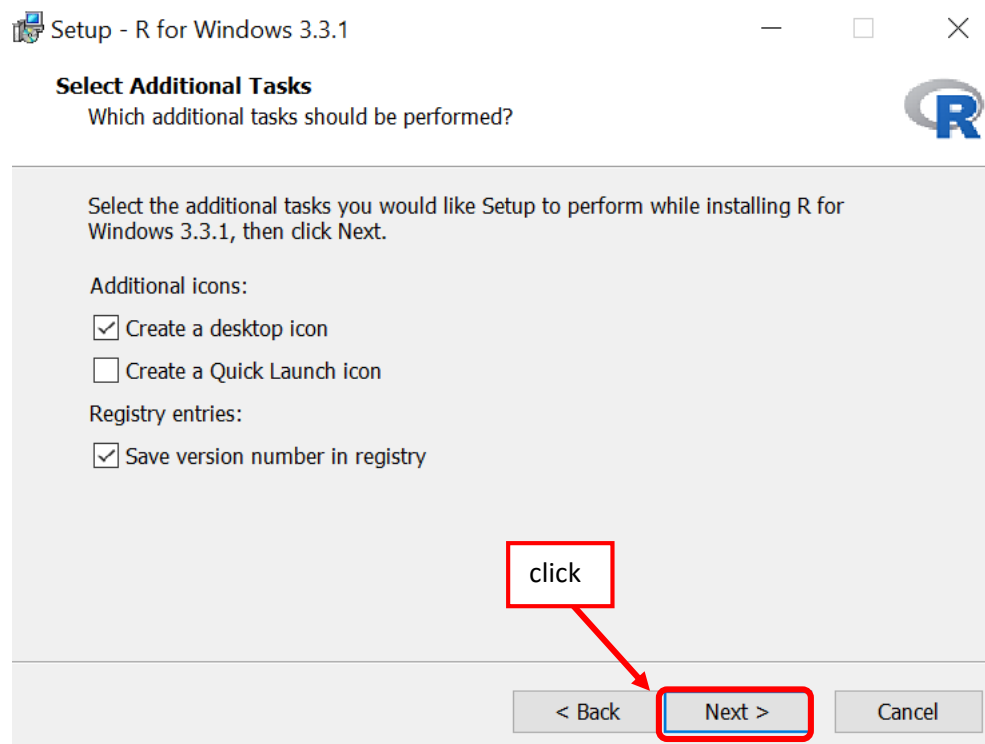 Setup - R for Windows 3.3.1
Select Additional Tasks
Which additional tasks should be performed?
R
Select the additional tasks you would like Setup to perform while installing R for
Windows 3.3.1, then click Next.
Additional icons:
Create a desktop icon
Create a Quick Launch icon
Registry entries:
Save version number in registry
click
< Back Next > Cancel